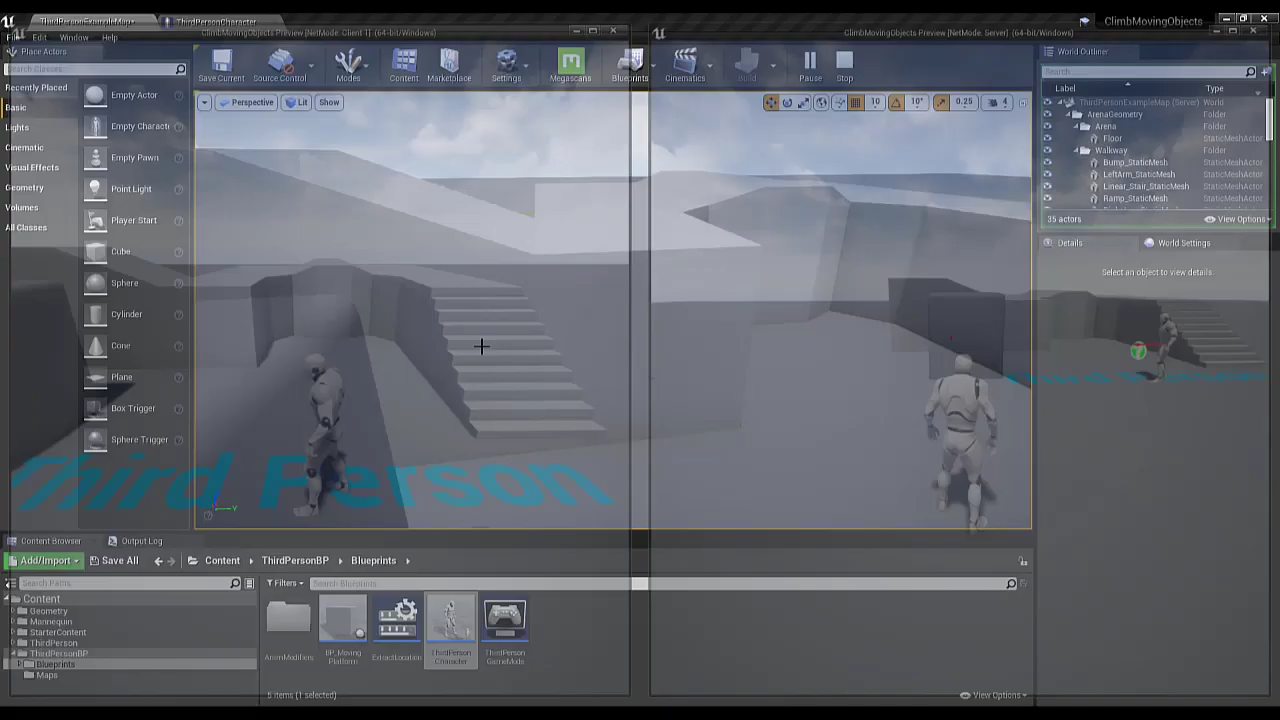 ThirdPersonExampleMap*
ThirdPersonCharacter
ClimbMovingObjects
File Edit Window Help
ClimbMovingObjects Preview [NetMode: Client 1] (64-bit/Windows)
ClimbMovingObjects Preview [NetMode: Server] (64-bit/Windows)
Place Actors
Search Classes
Recently Placed
Basic
Lights
Cinematic
Visual Effects
Geometry
Volumes
All Classes
Empty Actor
Empty Charact
Empty Pawn
Point Light
Player Start
Cube
Sphere
Cylinder
Cone
Plane
Box Trigger
Sphere Trigger
Save Current
Source Control
Modes
Content
Marketplace
Settings
Megascans
Blueprints
Cinematics
Build
Pause
Stop
Perspective
Lit
Show
10
10°
0.25
4
World Outliner
Search...
Label
Type
ThirdPersonExampleMap (Server) World
ArenaGeometry Folder
Arena Folder
Floor StaticMeshActor
Walkway Folder
Bump_StaticMesh StaticMeshActor
LeftArm_StaticMesh StaticMeshActor
Linear_Stair_StaticMesh StaticMeshActor
Ramp_StaticMesh StaticMeshActor
35 actors
View Options
Details
World Settings
Select an object to view details.
Third Person
Y
Content Browser
Output Log
Add/Import
Save All
Content
ThirdPersonBP
Blueprints
Search Paths
Filters
Search Blueprints
Content
Geometry
Mannequin
StarterContent
ThirdPerson
ThirdPersonBP
Blueprints
Maps
AnimModifiers
BP_Moving
Platform
ExtractLocation
ThirdPerson
Character
ThirdPerson
GameMode
5 items (1 selected)
View Options